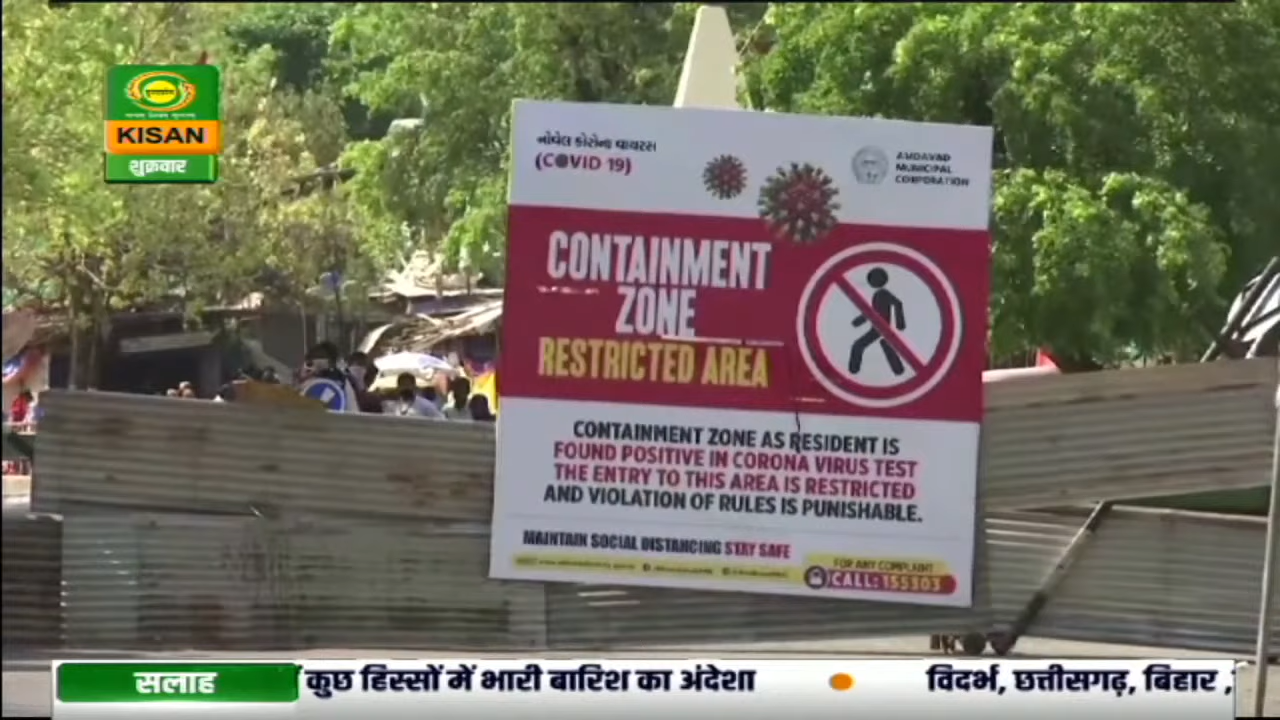 KISAN
शुक्रवार
નોવેલ કોરોના વાયરસ
(COVID 19)
AMDAVAD
MUNICIPAL
CORPORATION
CONTAINMENT
ZONE
RESTRICTED AREA
CONTAINMENT ZONE AS RESIDENT IS
FOUND POSITIVE IN CORONA VIRUS TEST
THE ENTRY TO THIS AREA IS RESTRICTED
AND VIOLATION OF RULES IS PUNISHABLE.
MAINTAIN SOCIAL DISTANCING STAY SAFE
FOR ANY COMPLAINT
CALL: 155303
सलाह
कुछ हिस्सों में भारी बारिश का अंदेशा
विदर्भ, छत्तीसगढ़, बिहार ,